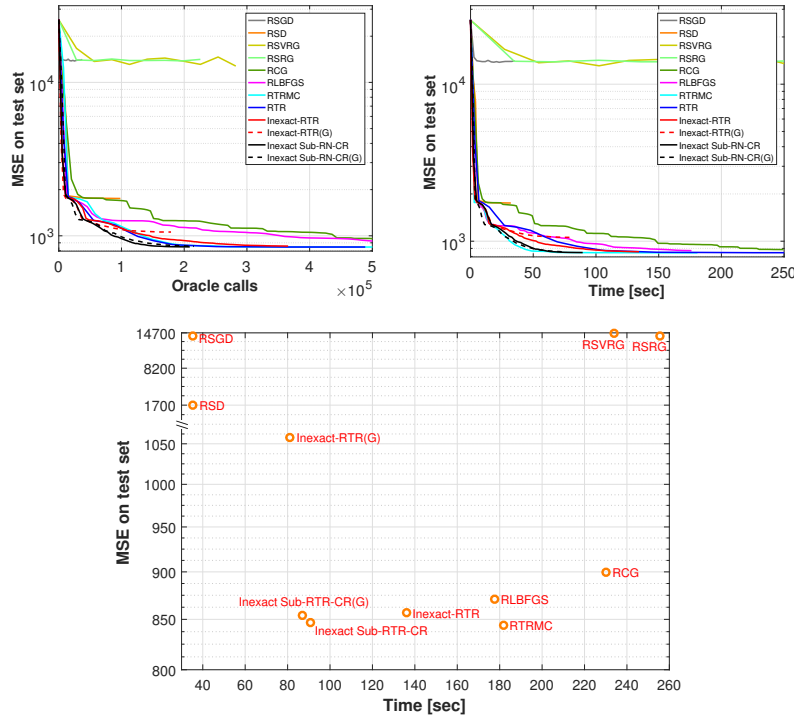 MSE on test set
10^4
10^3
0
1
2
3
4
5
Oracle calls
×10^5
RSGD
RSD
RSVRG
RSRG
RCG
RLBFGS
RTRMC
RTR
Inexact-RTR
Inexact-RTR(G)
Inexact Sub-RN-CR
Inexact Sub-RN-CR(G)
MSE on test set
10^4
10^3
0
50
100
150
200
250
Time [sec]
RSGD
RSD
RSVRG
RSRG
RCG
RLBFGS
RTRMC
RTR
Inexact-RTR
Inexact-RTR(G)
Inexact Sub-RN-CR
Inexact Sub-RN-CR(G)
MSE on test set
14700
8200
1700
1050
1000
950
900
850
800
RSGD
RSVRG
RSRG
RSD
Inexact-RTR(G)
RCG
Inexact Sub-RTR-CR(G)
RLBFGS
Inexact-RTR
Inexact Sub-RTR-CR
RTRMC
40
60
80
100
120
140
160
180
200
220
240
260
Time [sec]